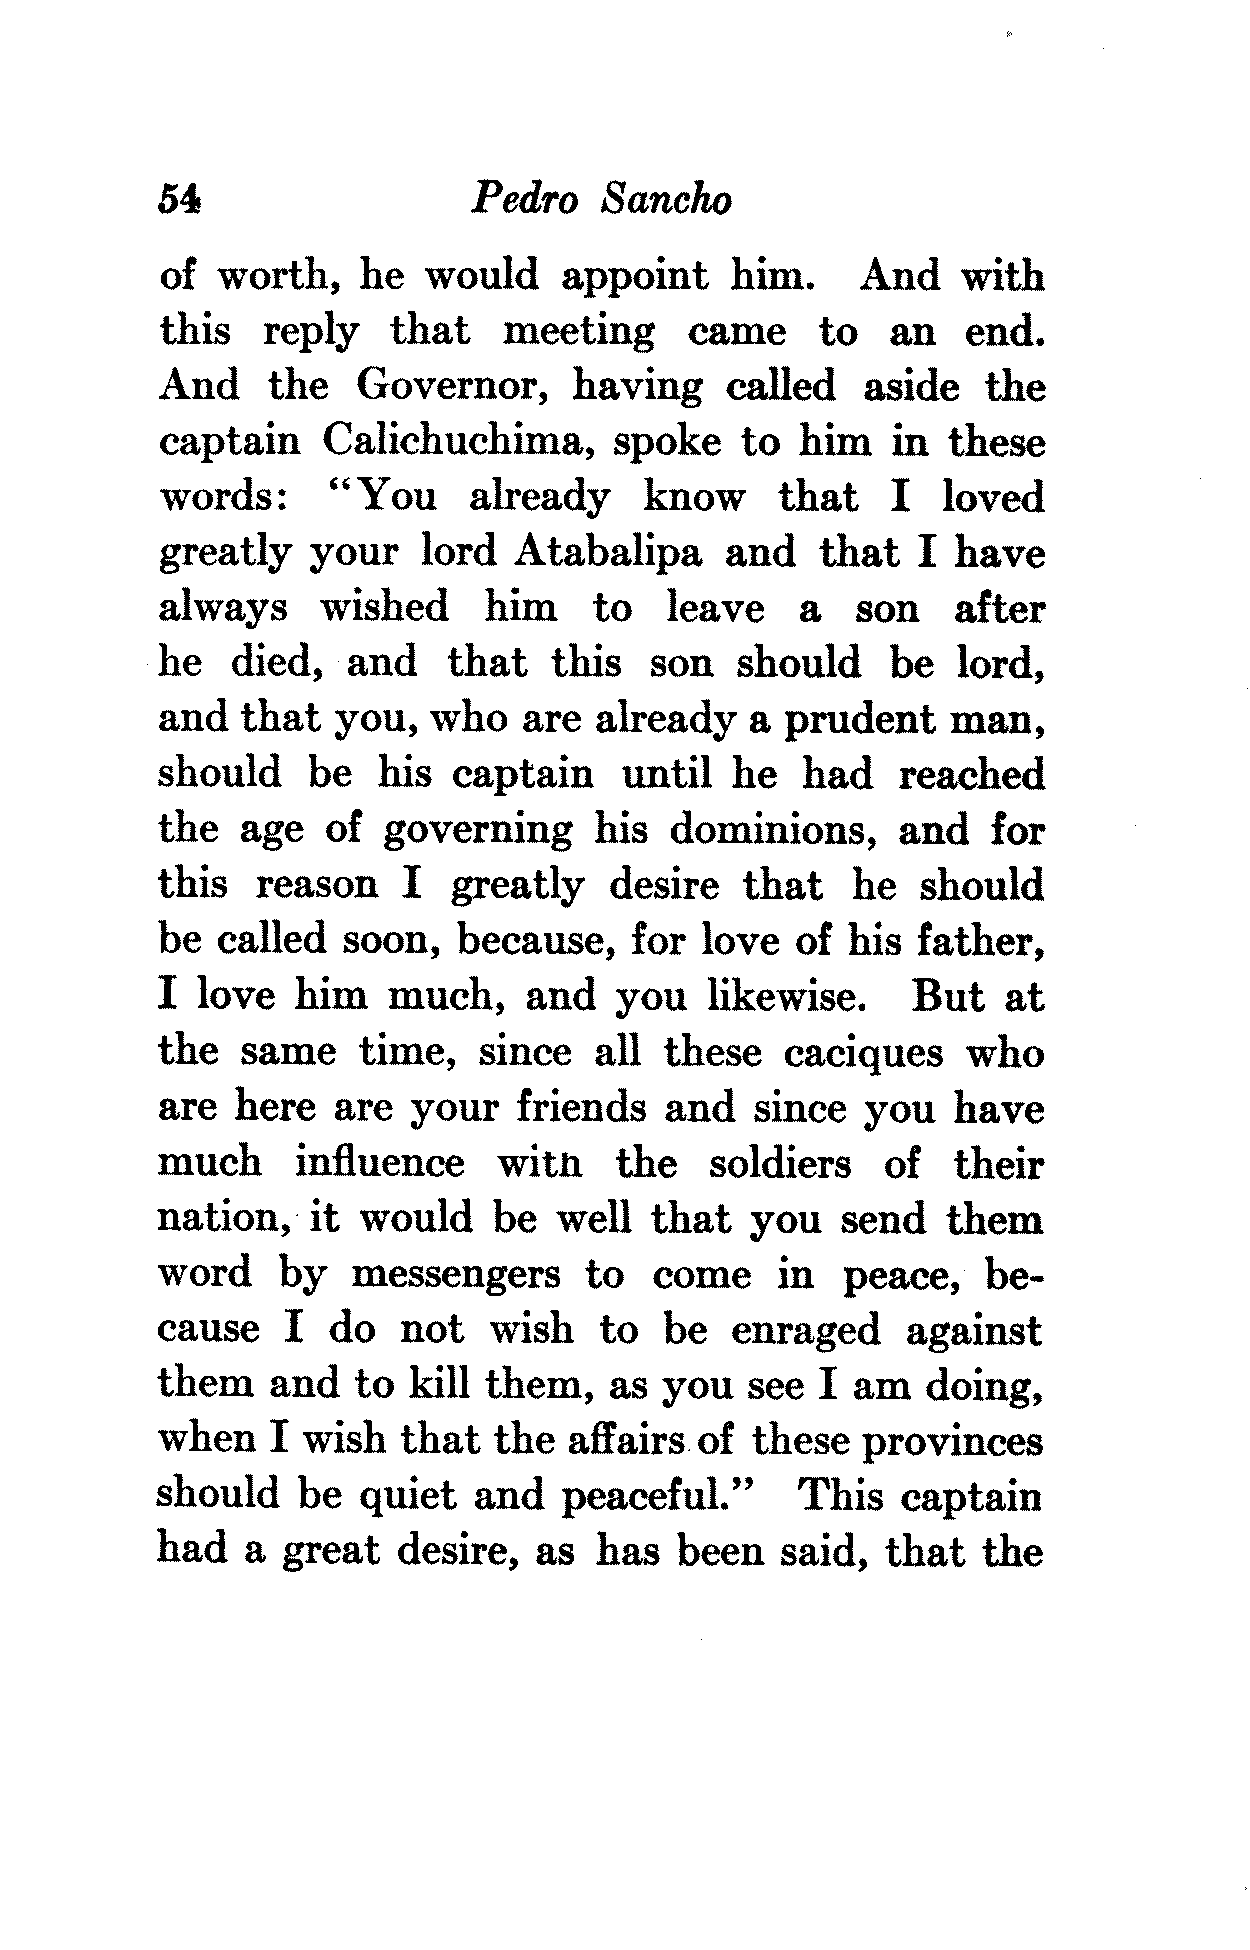 54 Pedro Sancho
of worth, he would appoint him. And with
this reply that meeting came to an end.
And the Governor, having called aside the
captain Calichuchima, spoke to him in these
words: “You already know that I loved
greatly your lord Atabalipa and that I have
always wished him to leave a son after
he died, and that this son should be lord,
and that you, who are already a prudent man,
should be his captain until he had reached
the age of governing his dominions, and for
this reason I greatly desire that he should
be called soon, because, for love of his father,
I love him much, and you likewise. But at
the same time, since all these caciques who
are here are your friends and since you have
much influence with the soldiers of their
nation, it would be well that you send them
word by messengers to come in peace, be-
cause I do not wish to be enraged against
them and to kill them, as you see I am doing,
when I wish that the affairs of these provinces
should be quiet and peaceful.” This captain
had a great desire, as has been said, that the